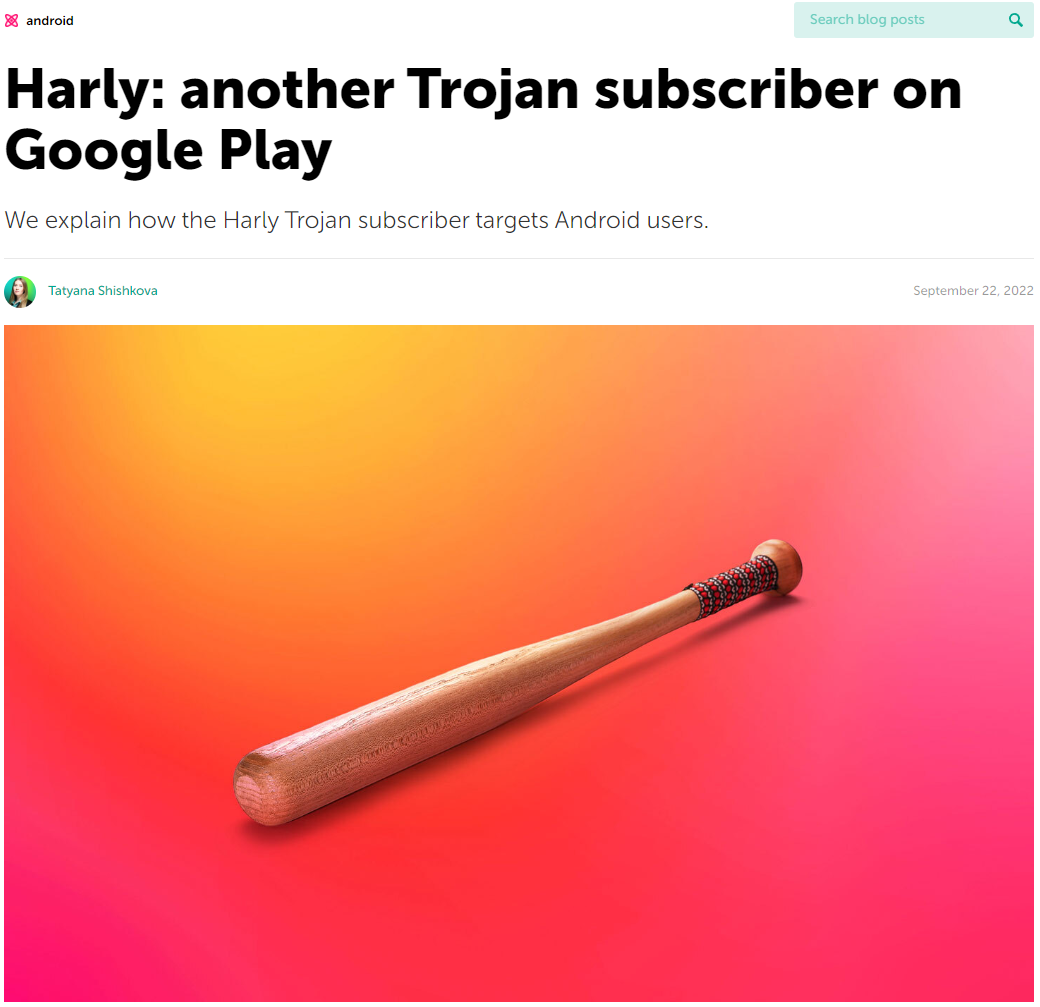 android
Search blog posts
Harly: another Trojan subscriber on
Google Play
We explain how the Harly Trojan subscriber targets Android users.
Tatyana Shishkova
September 22, 2022